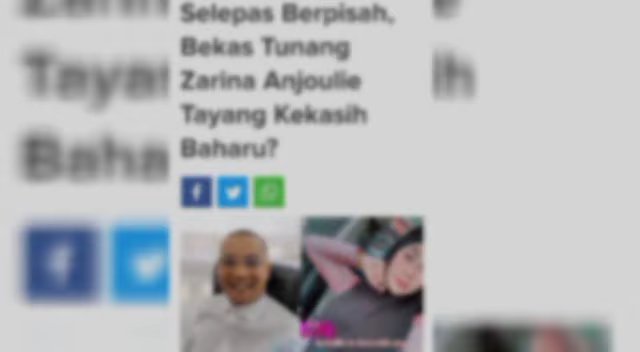 Selepas Berpisah,
Bekas Tunang
Zarina Anjoulie
Tayang Kekasih
Baharu?